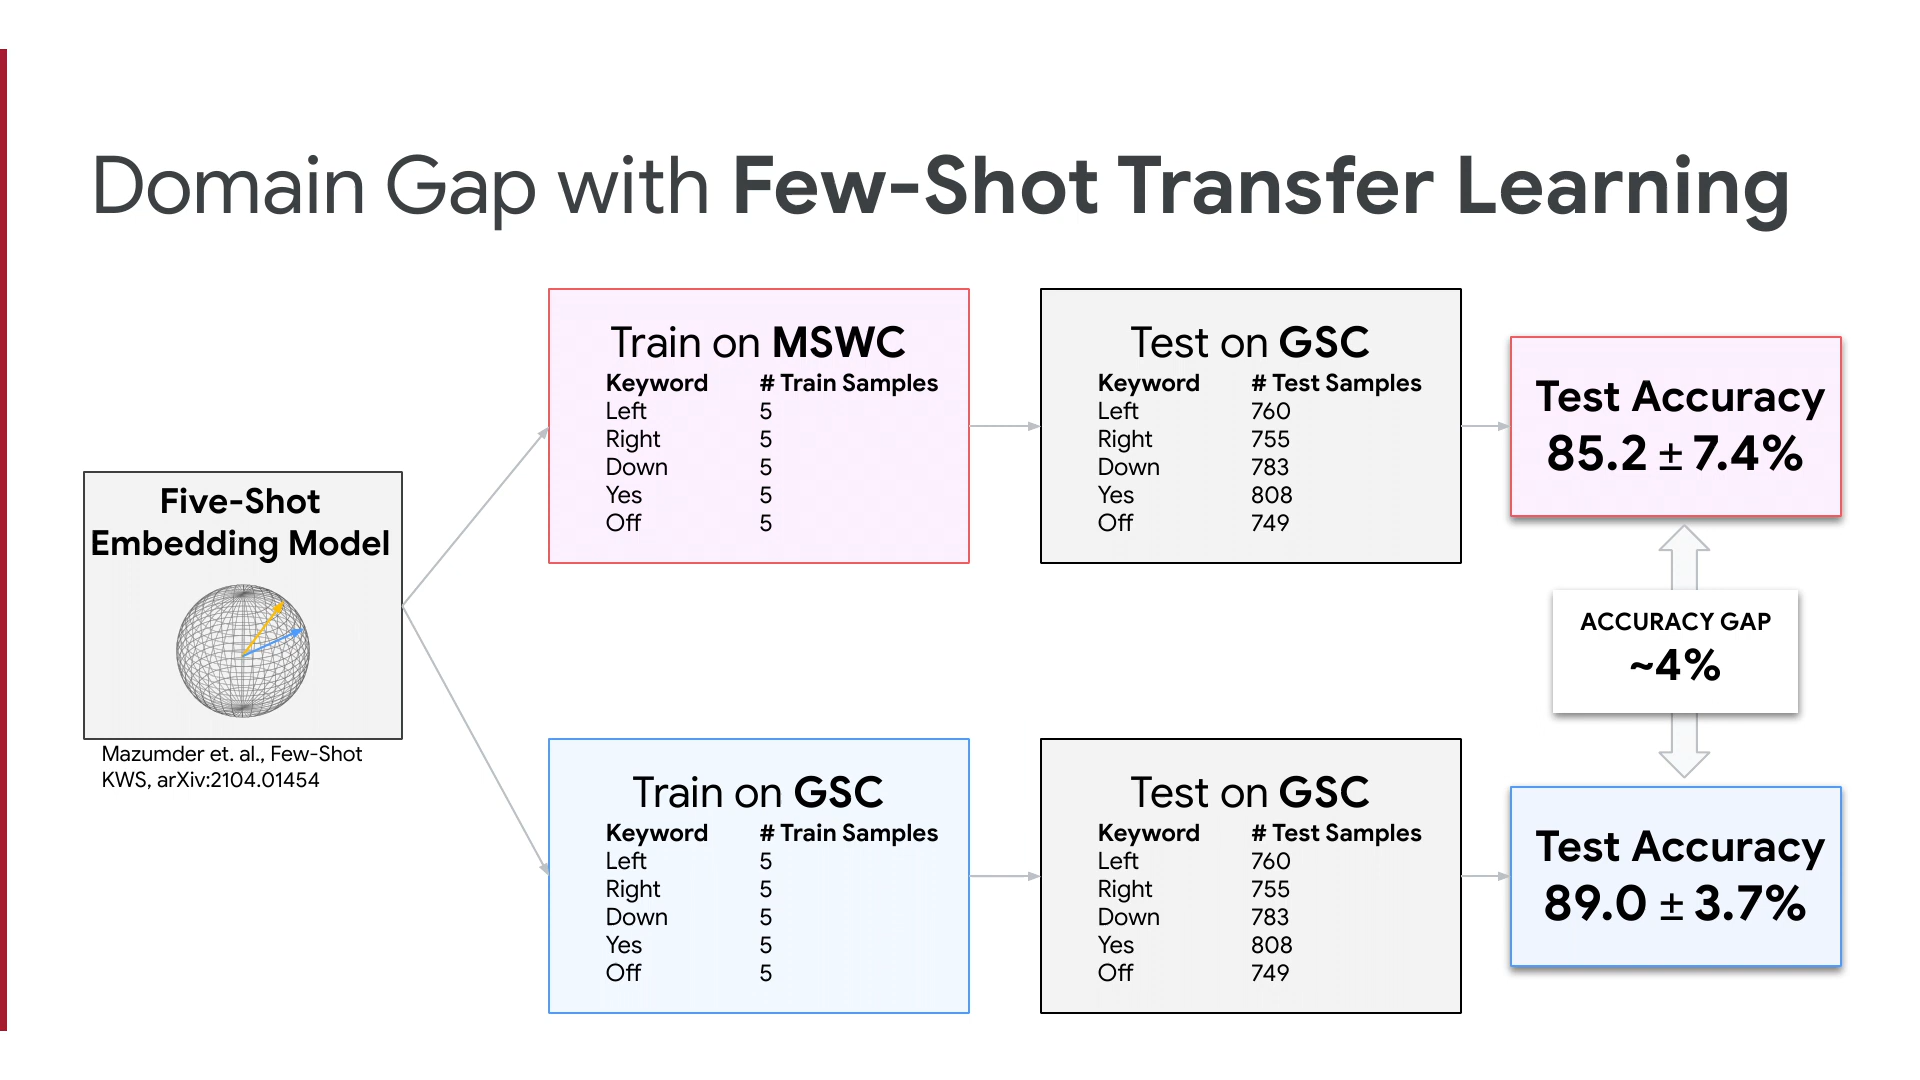 Domain Gap with Few-Shot Transfer Learning
Five-Shot
Embedding Model
Mazumder et. al., Few-Shot
KWS, arXiv:2104.01454
Train on MSWC
Keyword # Train Samples
Left 5
Right 5
Down 5
Yes 5
Off 5
Test on GSC
Keyword # Test Samples
Left 760
Right 755
Down 783
Yes 808
Off 749
Test Accuracy
85.2 ± 7.4%
ACCURACY GAP
~4%
Train on GSC
Keyword # Train Samples
Left 5
Right 5
Down 5
Yes 5
Off 5
Test on GSC
Keyword # Test Samples
Left 760
Right 755
Down 783
Yes 808
Off 749
Test Accuracy
89.0 ± 3.7%